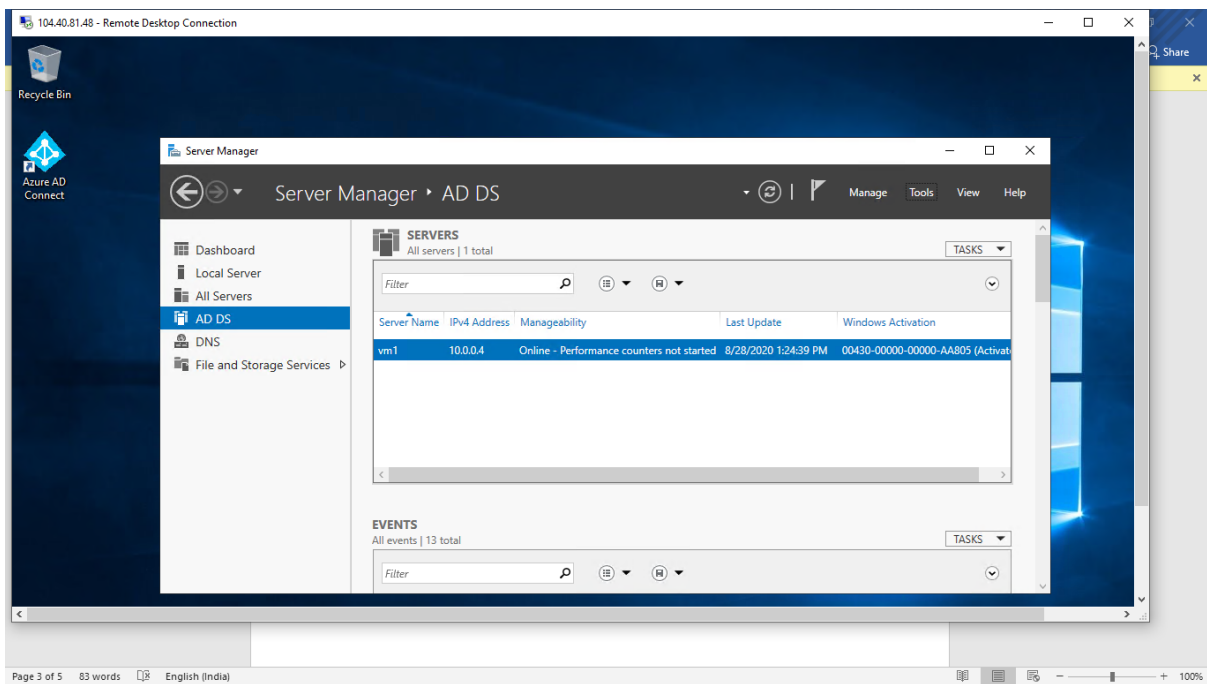 104.40.81.48 - Remote Desktop Connection
Share
Recycle Bin
Azure AD
Connect
Server Manager
Server Manager ‣ AD DS
Manage Tools View Help
Dashboard
Local Server
All Servers
AD DS
DNS
File and Storage Services
SERVERS
All servers | 1 total
TASKS
Filter
Server Name IPv4 Address Manageability Last Update Windows Activation
vm1 10.0.0.4 Online - Performance counters not started 8/28/2020 1:24:39 PM 00430-00000-00000-AA805 (Activat
EVENTS
All events | 13 total
TASKS
Filter
Page 3 of 5 83 words English (India) 100%